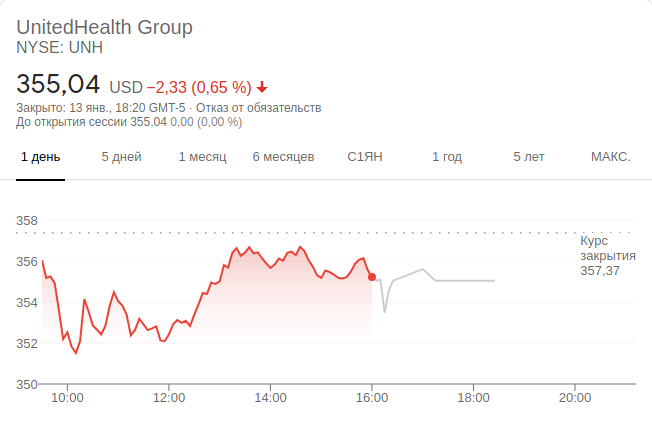 UnitedHealth Group
NYSE: UNH
355,04 USD −2,33 (0,65 %)
Закрыто: 13 янв., 18:20 GMT-5 · Отказ от обязательств
До открытия сессии 355,04 0,00 (0,00 %)
1 день 5 дней 1 месяц 6 месяцев С1ЯН 1 год 5 лет МАКС.
358
Курс
закрытия
357,37
356
354
352
350
10:00 12:00 14:00 16:00 18:00 20:00